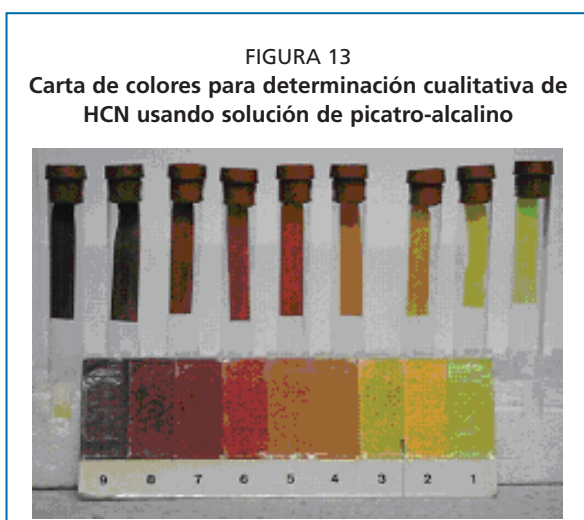 FIGURA 13
Carta de colores para determinación cualitativa de
HCN usando solución de picatro-alcalino
9 8 7 6 5 4 3 2 1